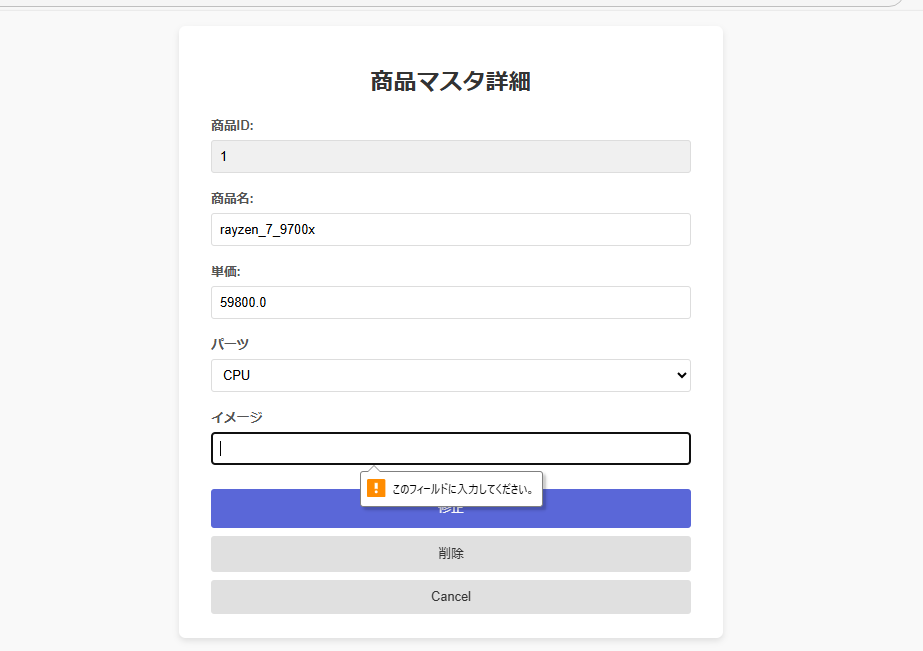 商品マスタ詳細
商品ID:
1
商品名:
rayzen_7_9700x
単価:
59800.0
パーツ
CPU
イメージ
このフィールドに入力してください。
修正
削除
Cancel